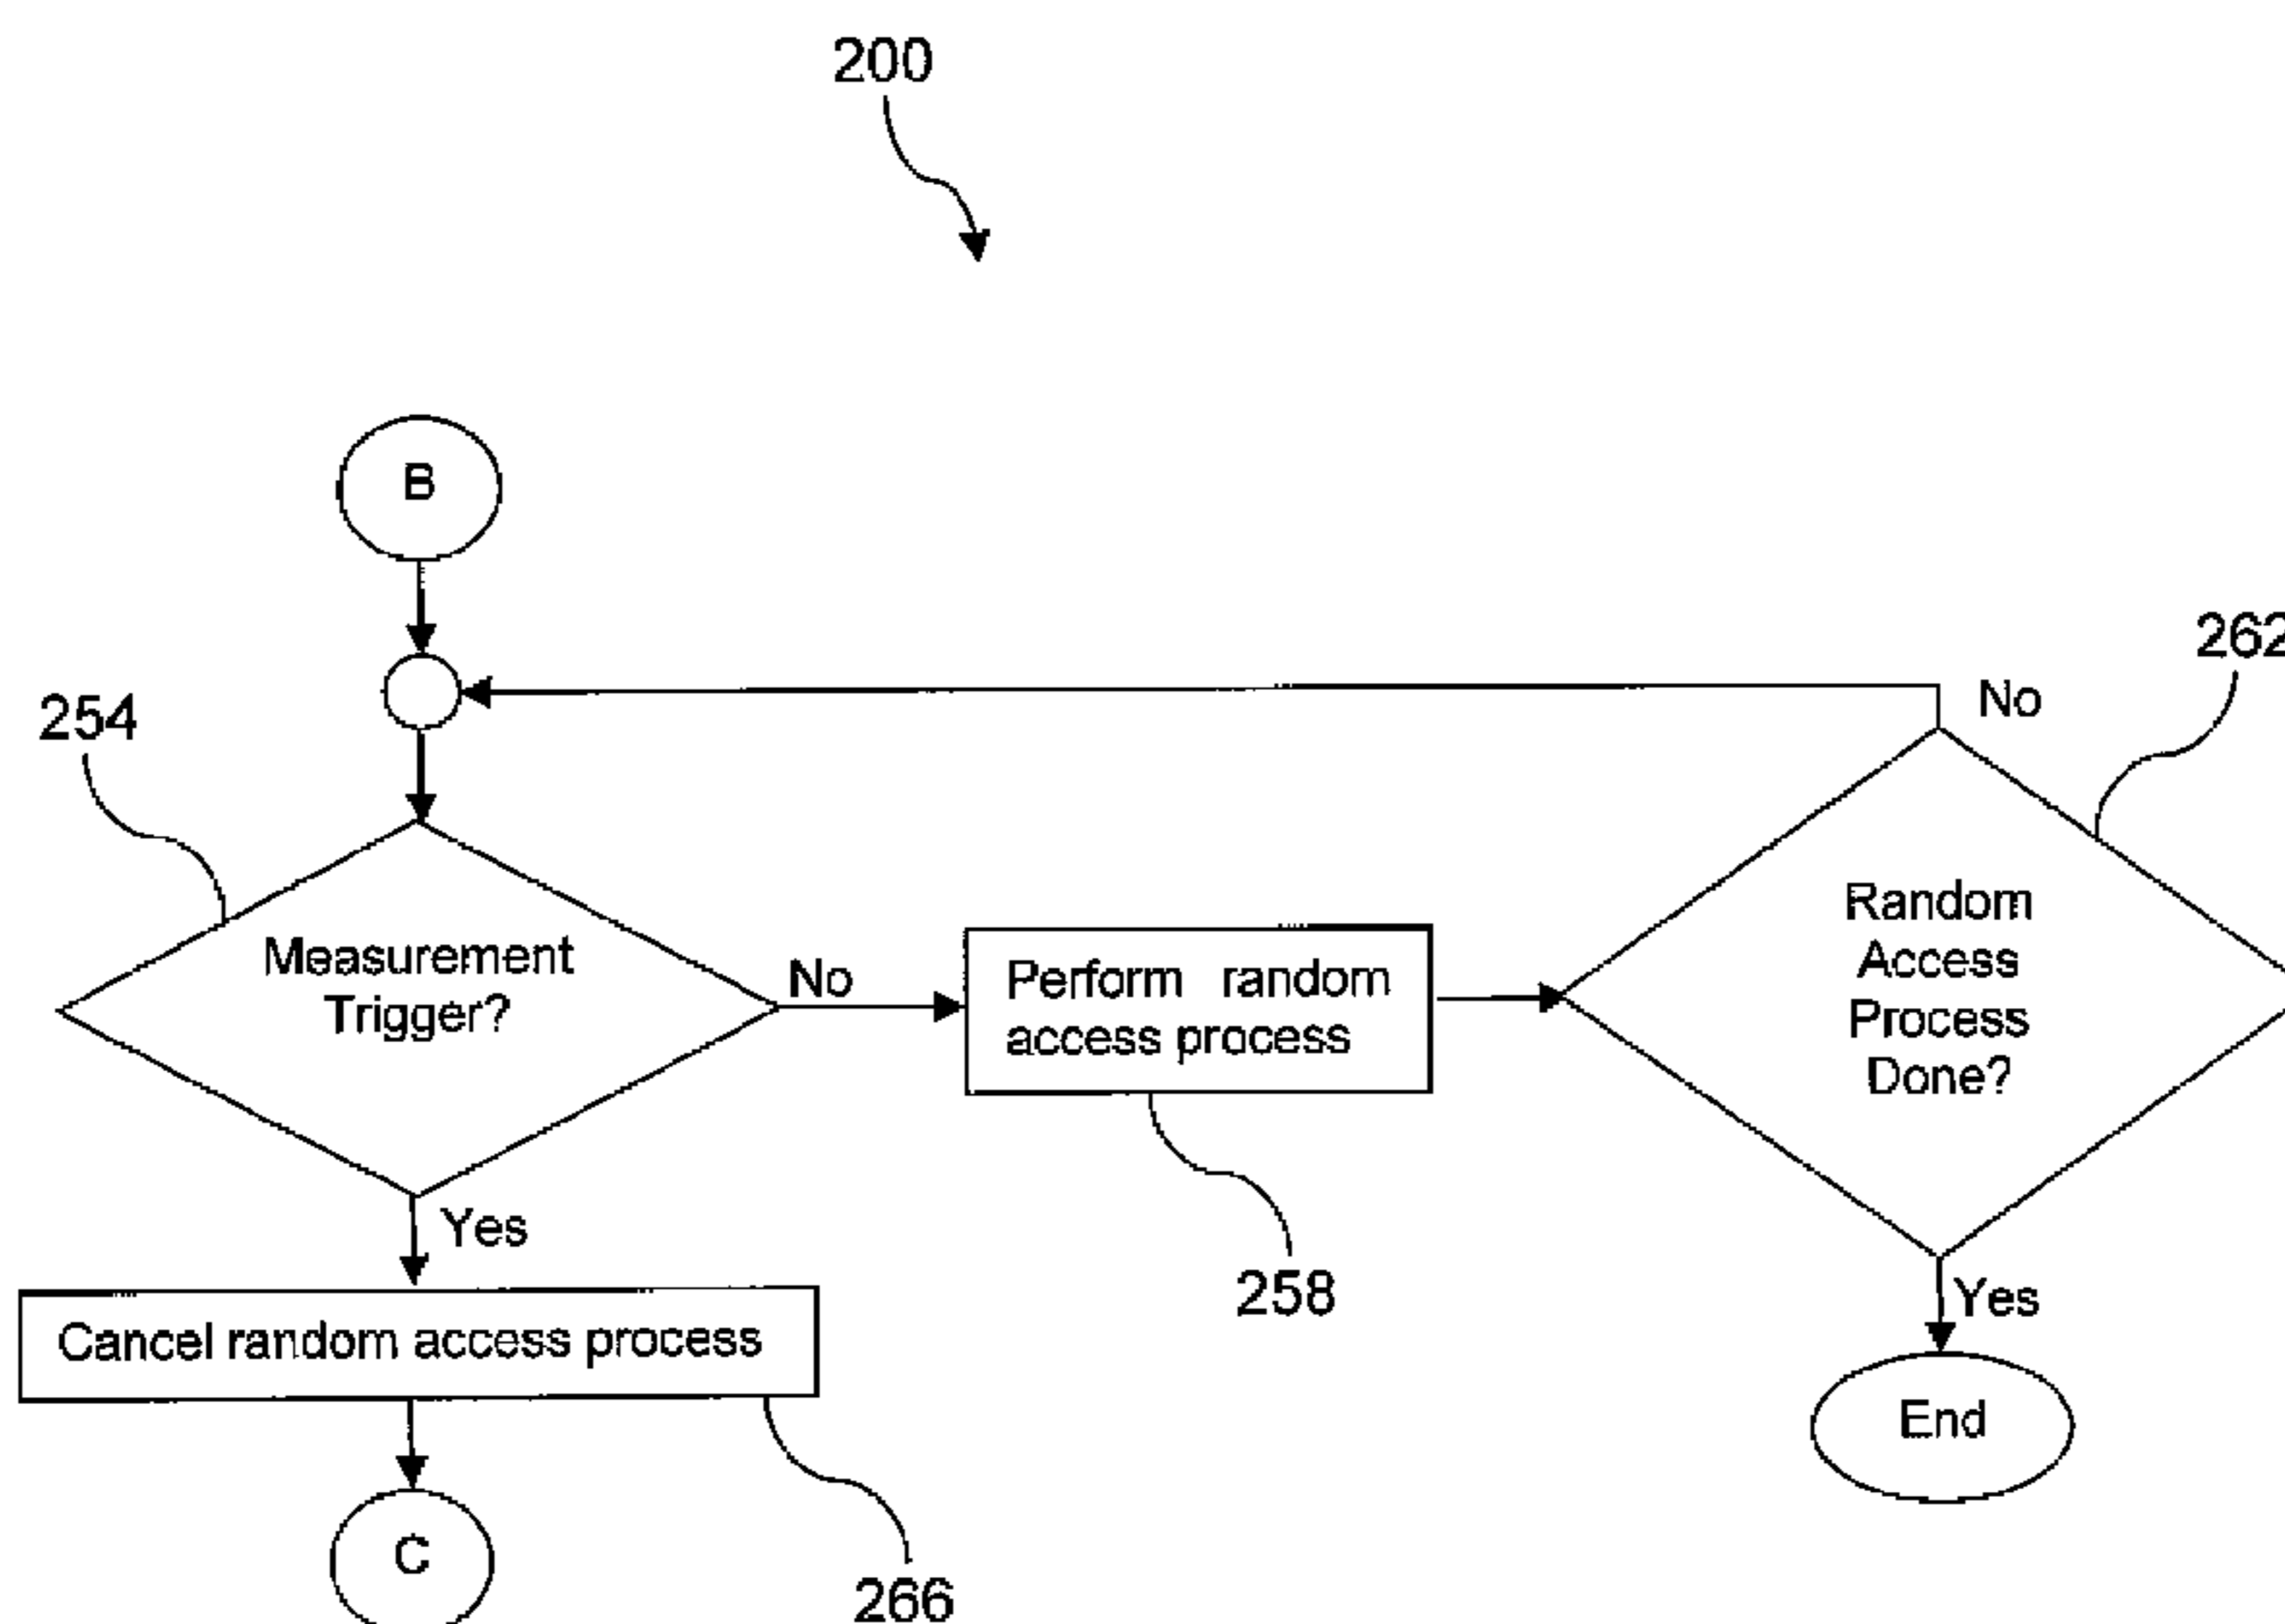 200
B
262
No
254
Random
Access
Process
Done?
Measurement
Trigger?
No
Perform random
access process
Yes
258
Yes
Cancel random access process
End
C
266